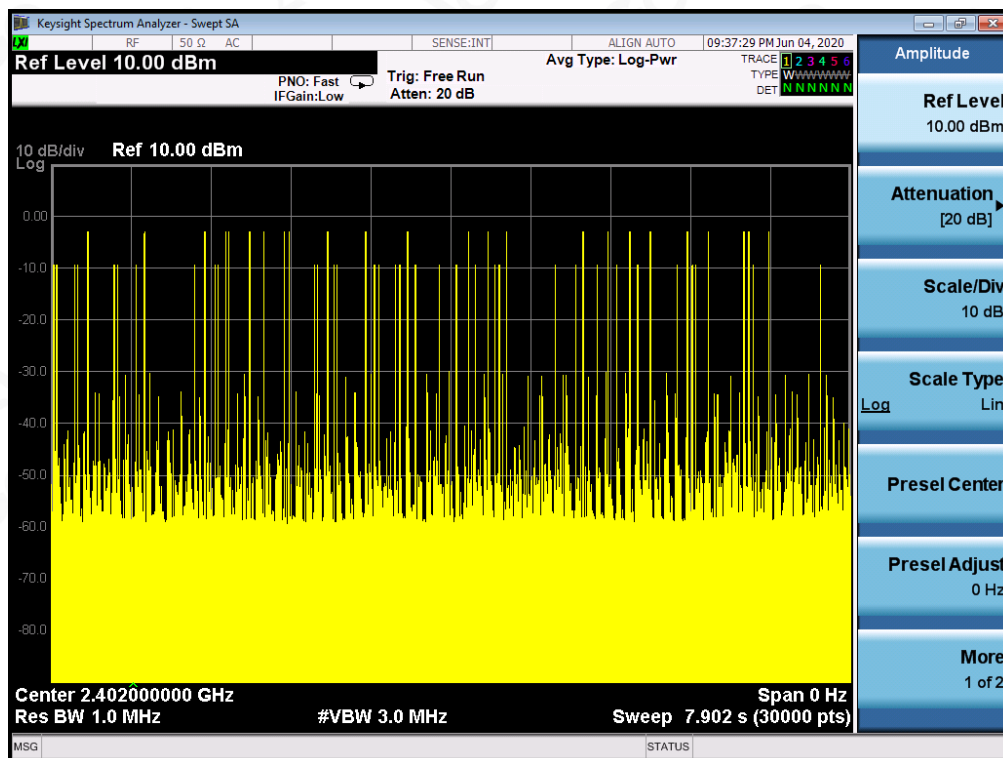 Keysight Spectrum Analyzer - Swept SA
LXI RF 50 Ω AC SENSE:INT ALIGN AUTO 09:37:29 PM Jun 04, 2020
Ref Level 10.00 dBm
PNO: Fast
IFGain:Low
Trig: Free Run
Atten: 20 dB
Avg Type: Log-Pwr
TRACE 1 2 3 4 5 6
TYPE W W W W W W
DET N N N N N N
10 dB/div Ref 10.00 dBm
Log
0.00
-10.0
-20.0
-30.0
-40.0
-50.0
-60.0
-70.0
-80.0
Center 2.402000000 GHz Span 0 Hz
Res BW 1.0 MHz #VBW 3.0 MHz Sweep 7.902 s (30000 pts)
MSG STATUS
Amplitude
Ref Level
10.00 dBm
Attenuation
[20 dB]
Scale/Div
10 dB
Scale Type
Log Lin
Presel Center
Presel Adjust
0 Hz
More
1 of 2